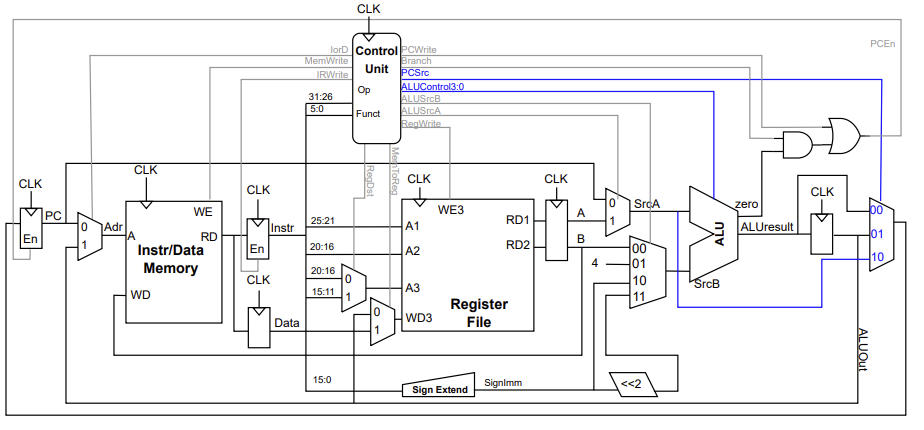 CLK
PCEn
IorD
MemWrite
IRWrite
Control
Unit
Op
Funct
31:26
5:0
PCWrite
Branch
PCSrc
ALUControl3:0
ALUSrcB
ALUSrcA
RegWrite
RegDst
MemToReg
CLK
PC
En
0
1
Adr
CLK
WE
A
RD
Instr/Data
Memory
WD
CLK
En
Instr
CLK
Data
25:21
20:16
20:16
15:11
15:0
0
1
0
1
CLK
WE3
A1
A2
A3
WD3
RD1
RD2
Register
File
Sign Extend
SignImm
<<2
CLK
A
B
4
0
1
SrcA
00
01
10
11
SrcB
ALU
zero
ALUresult
CLK
00
01
10
ALUOut